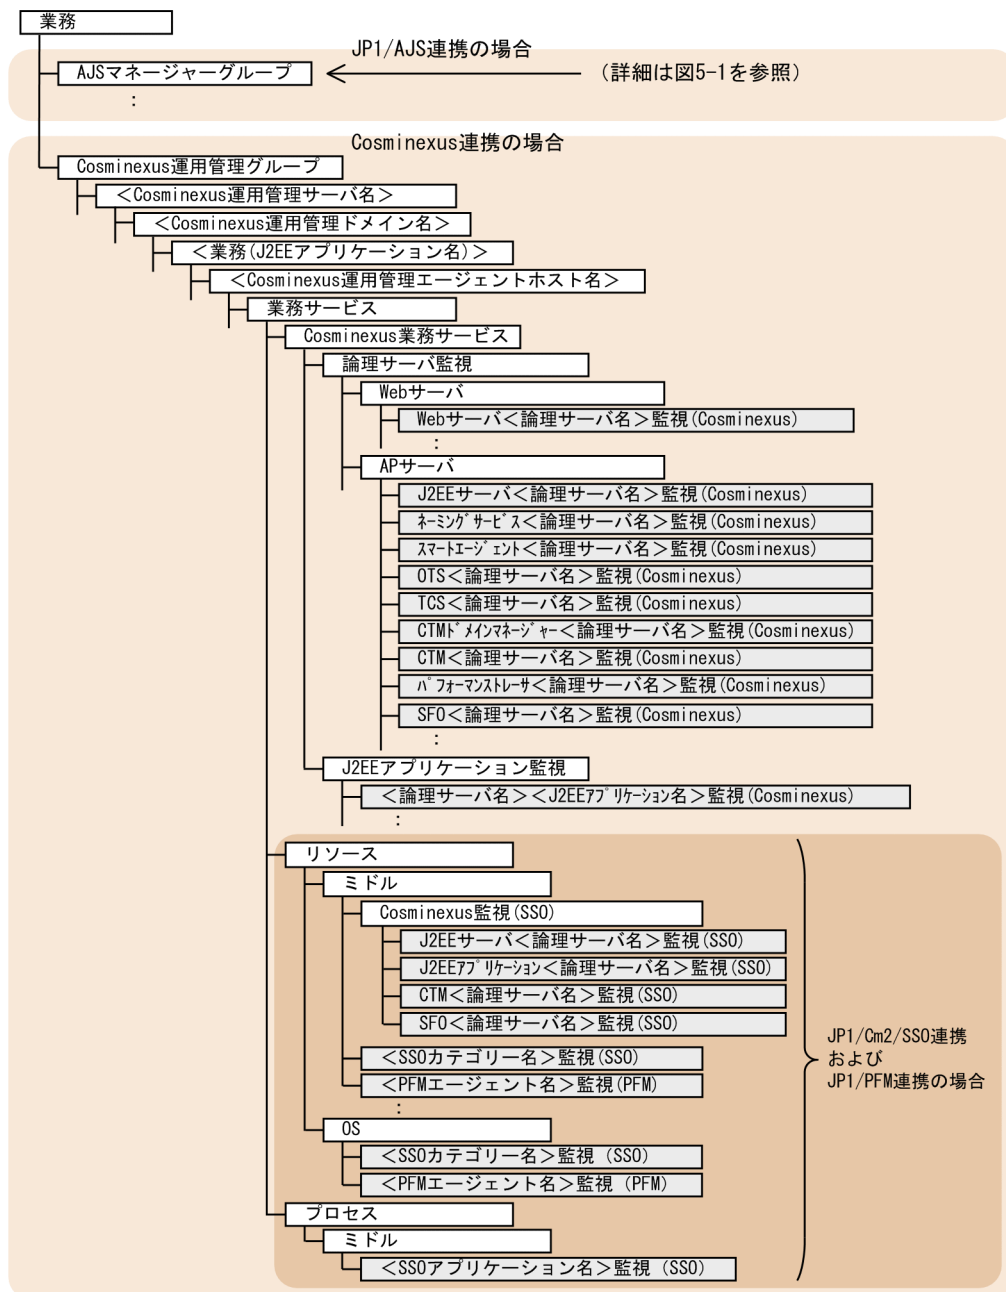 業務
JP1/AJS連携の場合
AJSマネージャーグループ
（詳細は図5-1を参照）
:
Cosminexus連携の場合
Cosminexus運用管理グループ
＜Cosminexus運用管理サーバ名＞
＜Cosminexus運用管理ドメイン名＞
＜業務(J2EEアプリケーション名)＞
＜Cosminexus運用管理エージェントホスト名＞
業務サービス
Cosminexus業務サービス
論理サーバ監視
Webサーバ
Webサーバ＜論理サーバ名＞監視(Cosminexus)
:
APサーバ
J2EEサーバ＜論理サーバ名＞監視(Cosminexus)
ﾈｰﾐﾝｸﾞｻｰﾋﾞｽ＜論理サーバ名＞監視(Cosminexus)
ｽﾏｰﾄｴｰｼﾞｪﾝﾄ＜論理サーバ名＞監視(Cosminexus)
OTS＜論理サーバ名＞監視(Cosminexus)
TCS＜論理サーバ名＞監視(Cosminexus)
CTMﾄﾞﾒｲﾝﾏﾈｰｼﾞｬｰ＜論理サーバ名＞監視(Cosminexus)
CTM＜論理サーバ名＞監視(Cosminexus)
ﾊﾟﾌｫｰﾏﾝｽﾄﾚｰｻ＜論理サーバ名＞監視(Cosminexus)
SFO＜論理サーバ名＞監視(Cosminexus)
:
J2EEアプリケーション監視
＜論理サーバ名＞＜J2EEｱﾌﾟﾘｹｰｼｮﾝ名＞監視(Cosminexus)
:
リソース
ミドル
Cosminexus監視(SSO)
J2EEサーバ＜論理サーバ名＞監視(SSO)
J2EEｱﾌﾟﾘｹｰｼｮﾝ＜論理サーバ名＞監視(SSO)
CTM＜論理サーバ名＞監視(SSO)
SFO＜論理サーバ名＞監視(SSO)
JP1/Cm2/SSO連携
および
JP1/PFM連携の場合
＜SSOカテゴリー名＞監視(SSO)
＜PFMエージェント名＞監視(PFM)
:
OS
＜SSOカテゴリー名＞監視（SSO）
＜PFMエージェント名＞監視（PFM）
プロセス
ミドル
＜SSOアプリケーション名＞監視（SSO）